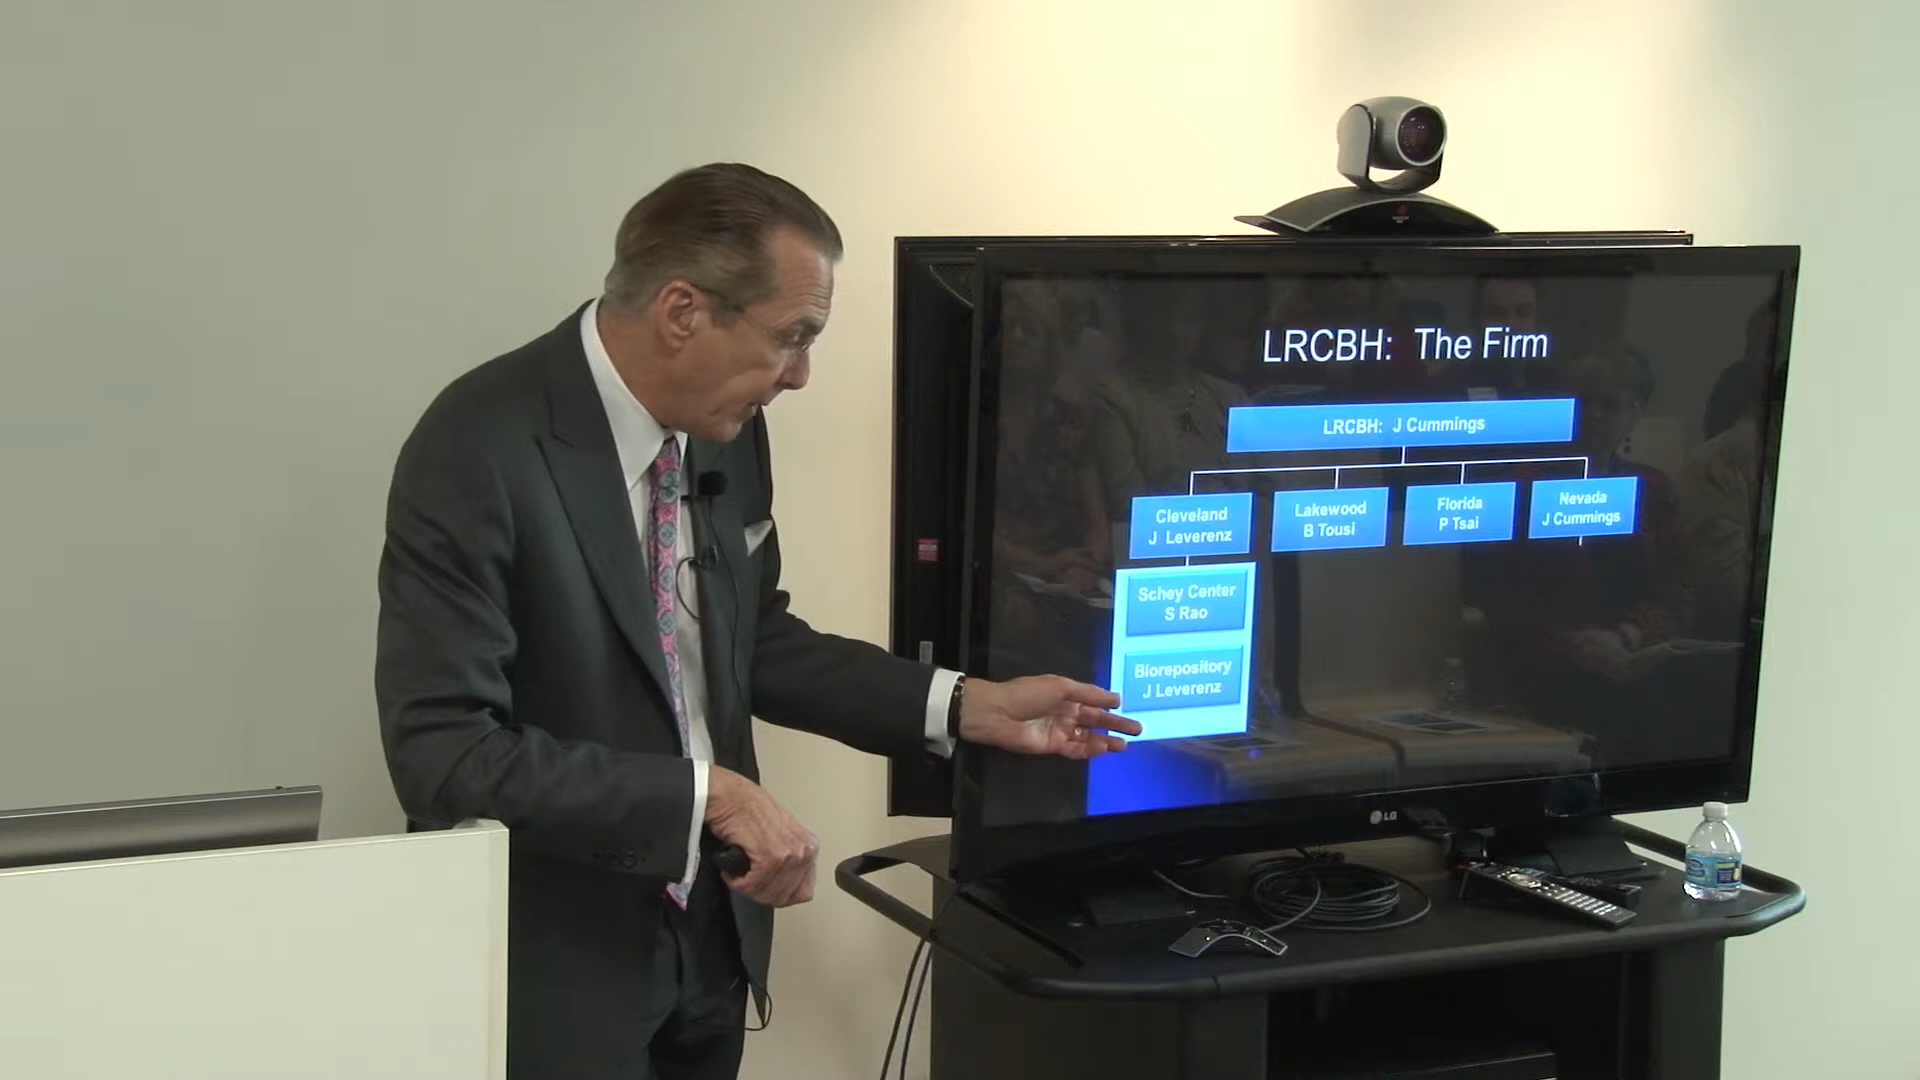 LRCBH: The Firm
LRCBH: J Cummings
Cleveland
J Leverenz
Lakewood
B Tousi
Florida
P Tsai
Nevada
J Cummings
Schey Center
S Rao
Biorepository
J Leverenz
LG